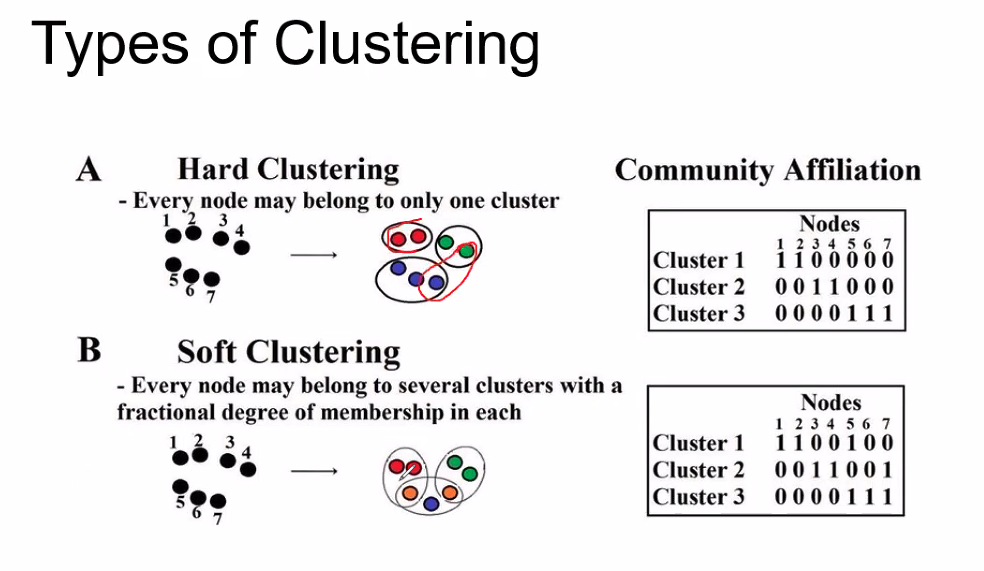 Types of Clustering
A Hard Clustering
- Every node may belong to only one cluster
1 2 3 4
5 6 7
Community Affiliation
Nodes
1 2 3 4 5 6 7
Cluster 1 1 1 0 0 0 0 0
Cluster 2 0 0 1 1 0 0 0
Cluster 3 0 0 0 0 1 1 1
B Soft Clustering
- Every node may belong to several clusters with a
fractional degree of membership in each
1 2 3 4
5 6 7
Nodes
1 2 3 4 5 6 7
Cluster 1 1 1 0 0 1 0 0
Cluster 2 0 0 1 1 0 0 1
Cluster 3 0 0 0 0 1 1 1